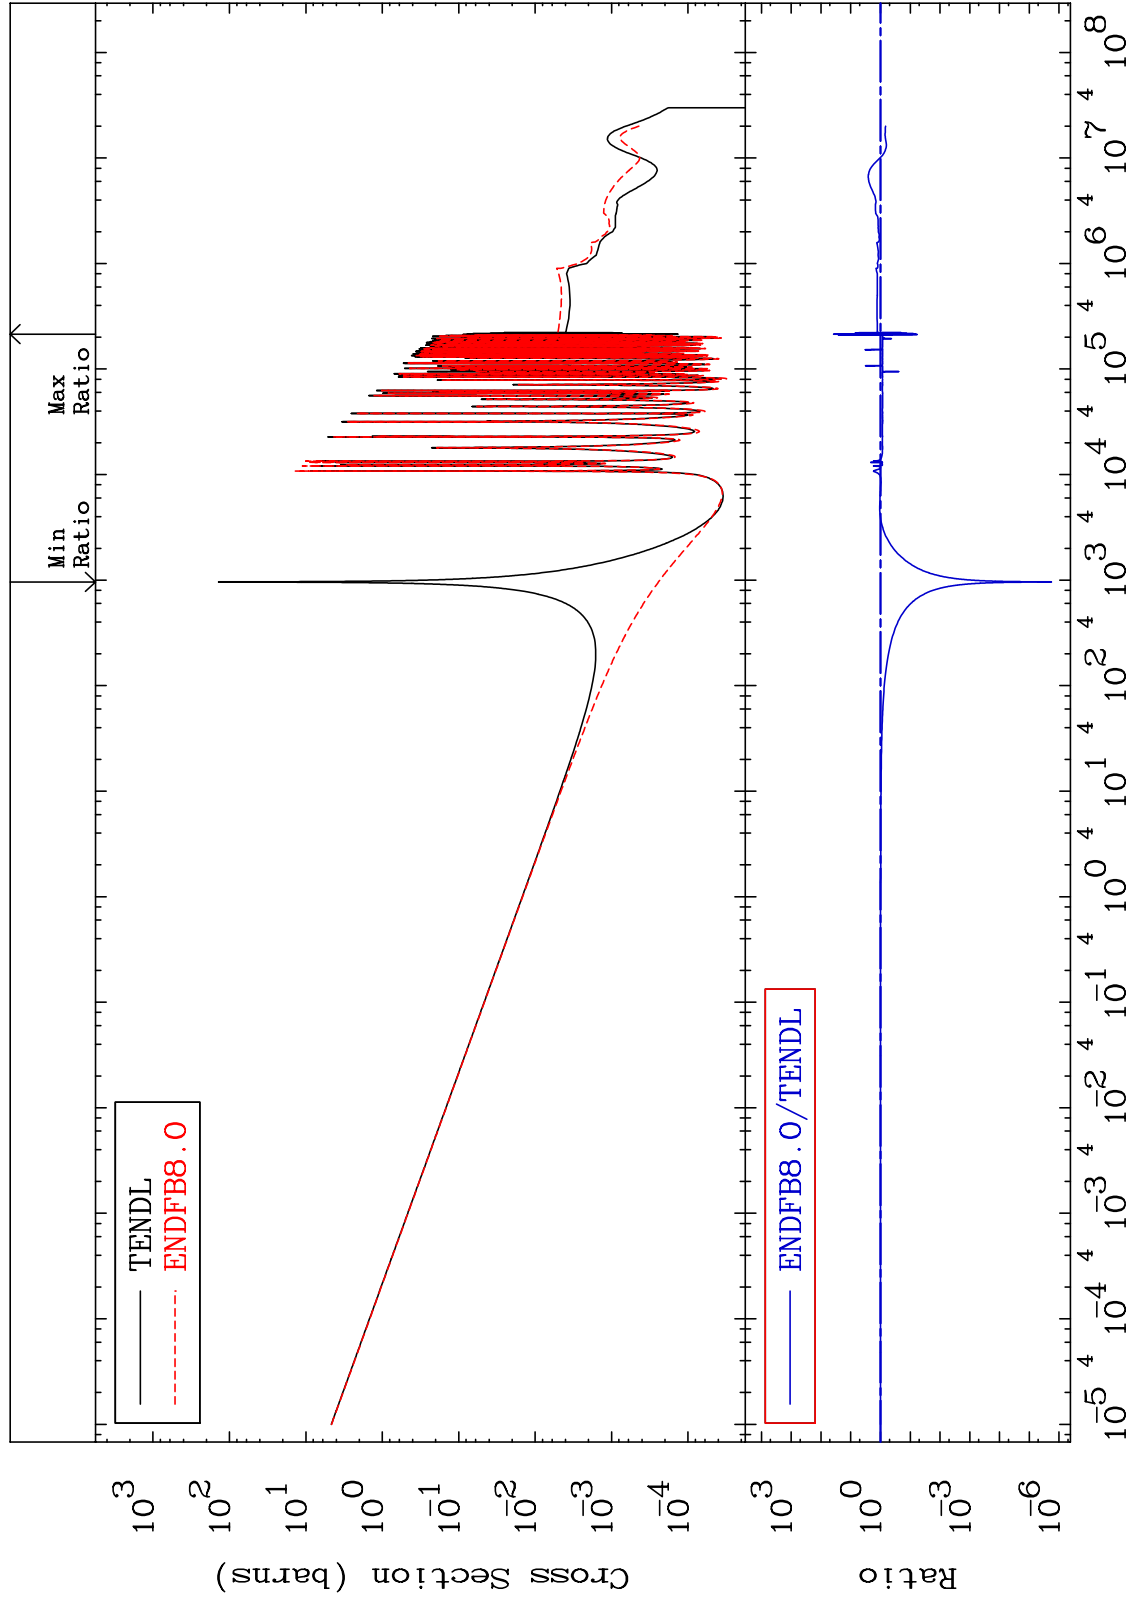 Min
Ratio
Max
Ratio
TENDL
ENDFB8.0
10^3
10^2
10^1
10^0
10^-1
10^-2
10^-3
10^-4
Cross Section (barns)
ENDFB8.0/TENDL
10^3
10^0
10^-3
10^-6
Ratio
10^-5 4 10^-4 4 10^-3 4 10^-2 4 10^-1 4 10^0 4 10^1 4 10^2 4 10^3 4 10^4 4 10^5 4 10^6 4 10^7 4 10^8